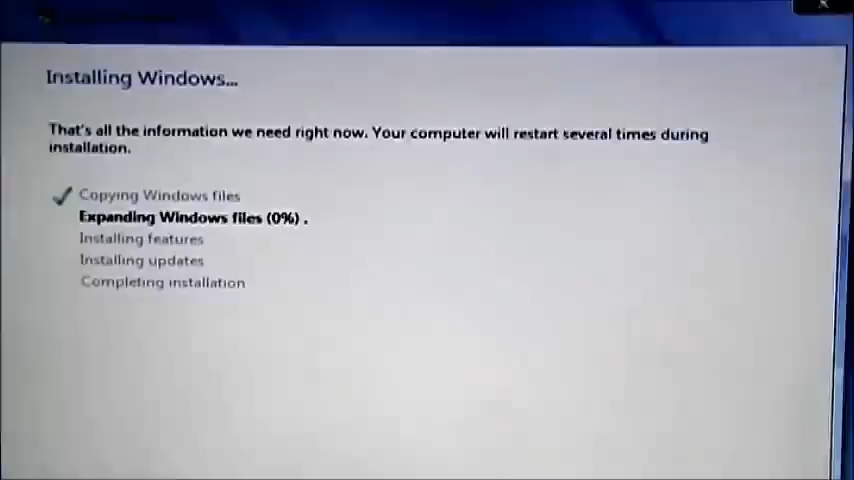 Installing Windows...
That's all the information we need right now. Your computer will restart several times during
installation.
Copying Windows files
Expanding Windows files (0%) .
Installing features
Installing updates
Completing installation